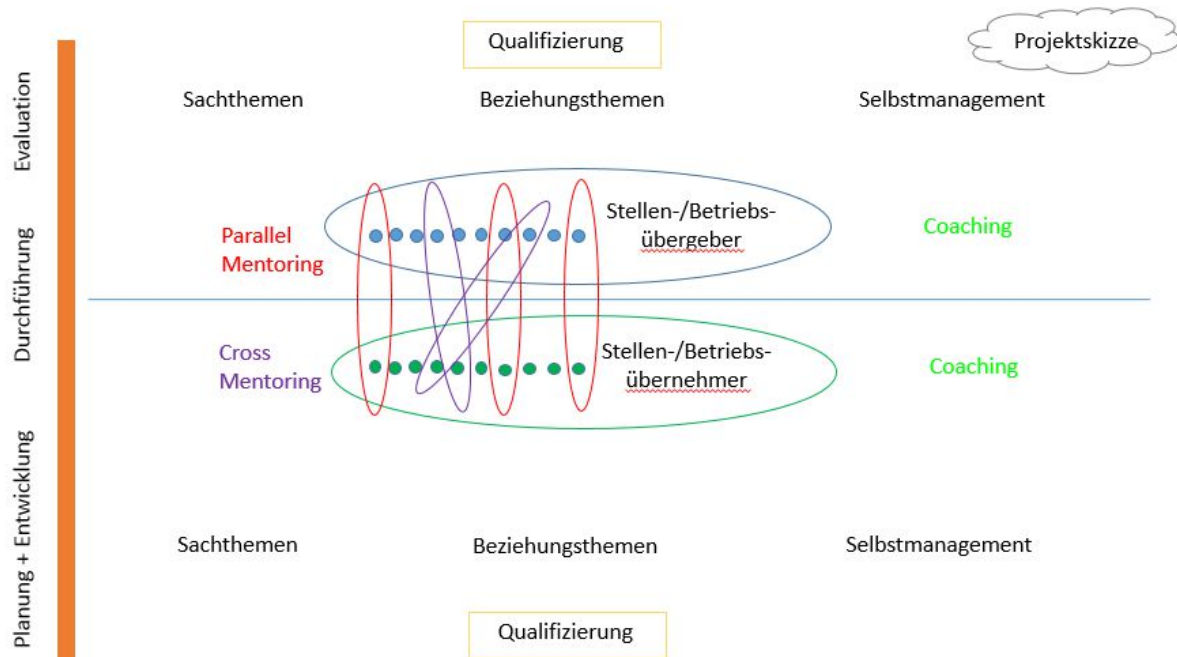 Qualifizierung
Projektskizze
Sachthemen
Beziehungsthemen
Selbstmanagement
Evaluation
Durchführung
Planung + Entwicklung
Parallel
Mentoring
Stellen-/Betriebs-
übergeber
Coaching
Cross
Mentoring
Stellen-/Betriebs-
übernehmer
Coaching
Sachthemen
Beziehungsthemen
Selbstmanagement
Qualifizierung